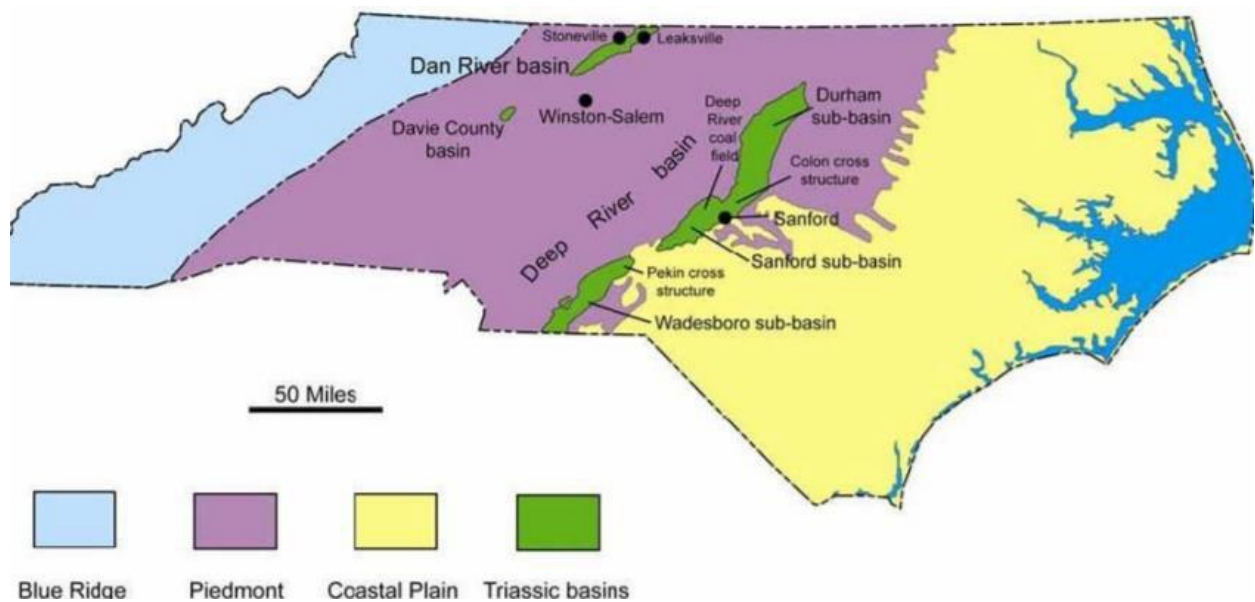 Stoneville
Leaksville
Dan River basin
Winston-Salem
Davie County
basin
Deep
River
coal
field
Durham
sub-basin
Colon cross
structure
Deep River basin
Sanford
Sanford sub-basin
Pekin cross
structure
Wadesboro sub-basin
50 Miles
Blue Ridge
Piedmont
Coastal Plain
Triassic basins